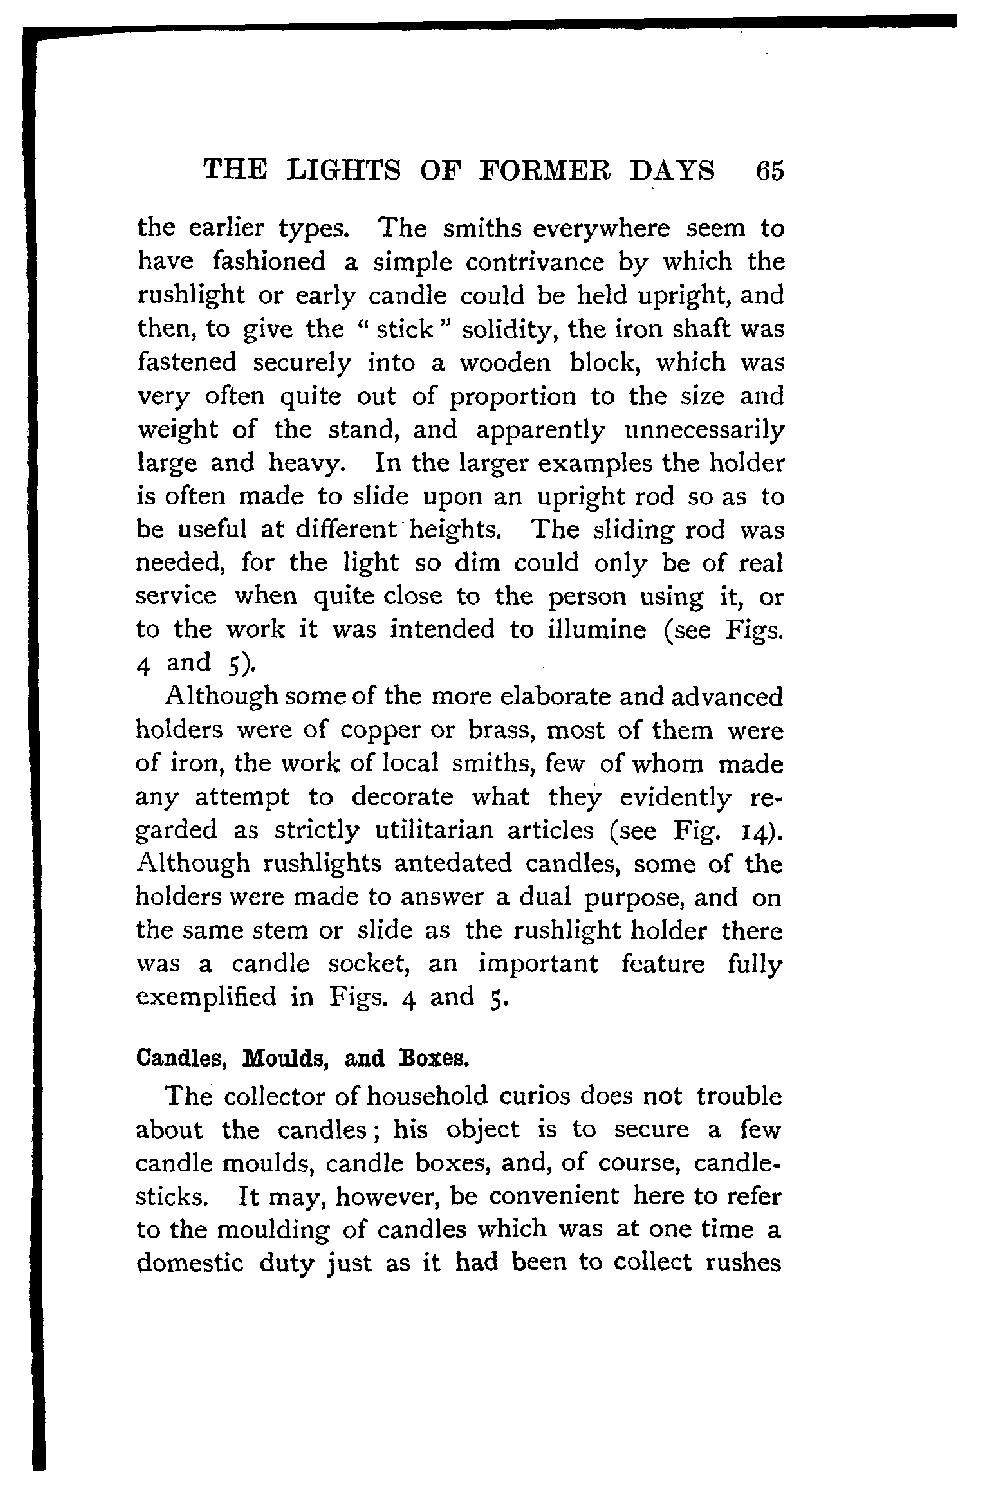 THE LIGHTS OF FORMER DAYS 65
the earlier types. The smiths everywhere seem to
have fashioned a simple contrivance by which the
rushlight or early candle could be held upright, and
then, to give the “ stick ” solidity, the iron shaft was
fastened securely into a wooden block, which was
very often quite out of proportion to the size and
weight of the stand, and apparently unnecessarily
large and heavy. In the larger examples the holder
is often made to slide upon an upright rod so as to
be useful at different heights. The sliding rod was
needed, for the light so dim could only be of real
service when quite close to the person using it, or
to the work it was intended to illumine (see Figs.
4 and 5).
Although some of the more elaborate and advanced
holders were of copper or brass, most of them were
of iron, the work of local smiths, few of whom made
any attempt to decorate what they evidently re-
garded as strictly utilitarian articles (see Fig. 14).
Although rushlights antedated candles, some of the
holders were made to answer a dual purpose, and on
the same stem or slide as the rushlight holder there
was a candle socket, an important feature fully
exemplified in Figs. 4 and 5.
Candles, Moulds, and Boxes.
The collector of household curios does not trouble
about the candles; his object is to secure a few
candle moulds, candle boxes, and, of course, candle-
sticks. It may, however, be convenient here to refer
to the moulding of candles which was at one time a
domestic duty just as it had been to collect rushes